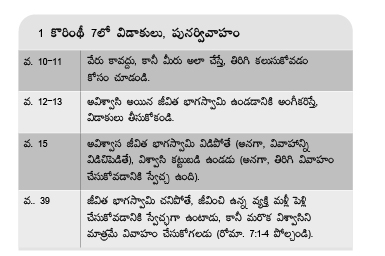 1 కొరింథీ 7లో విడాకులు, పునర్వివాహం
వ. 10-11 వేరు కావద్దు, కానీ మీరు అలా చేస్తే, తిరిగి కలుసుకోవడం
కోసం చూడండి.
వ. 12-13 అవిశ్వాసి అయిన జీవిత భాగస్వామి ఉండడానికి అంగీకరిస్తే,
విడాకులు తీసుకోకండి.
వ. 15 అవిశ్వాస జీవిత భాగస్వామి విడిపోతే (అనగా, వివాహాన్ని
విడిచిపెడితే), విశ్వాసి కట్టుబడి ఉండడు (అనగా, తిరిగి వివాహం
చేసుకోవడానికి స్వేచ్ఛ ఉంది).
వ.. 39 జీవిత భాగస్వామి చనిపోతే, జీవించి ఉన్న వ్యక్తి మళ్లీ పెళ్లి
చేసుకోవడానికి స్వేచ్ఛగా ఉంటాడు, కానీ మరొక విశ్వాసిని
మాత్రమే వివాహం చేసుకోగలడు (రోమా. 7:1-4 పోల్చండి).